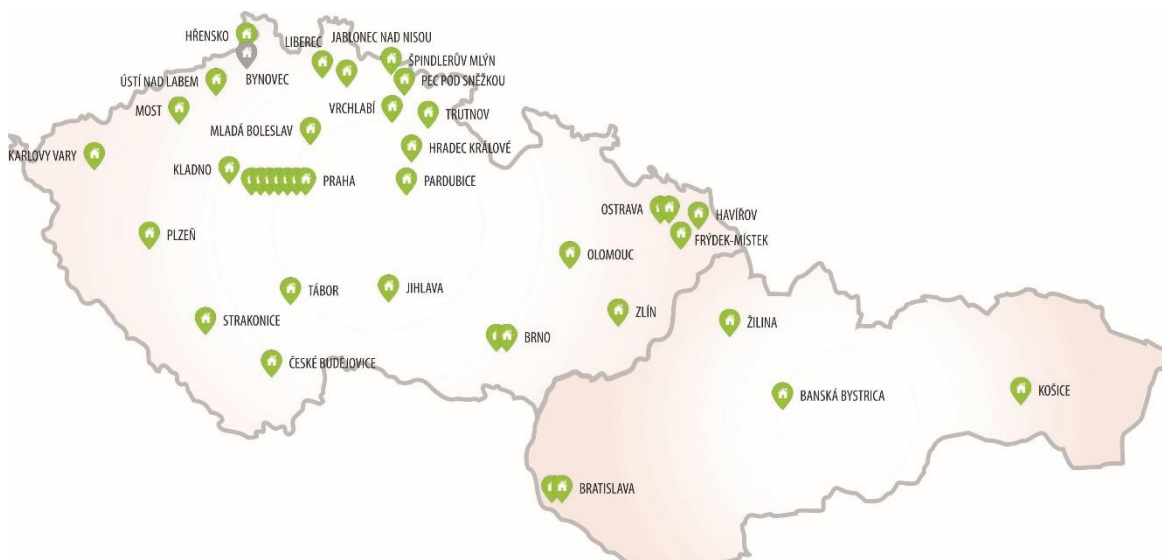 HŘENSKO
LIBEREC
JABLONEC NAD NISOU
ŠPINDLERŮV MLÝN
BYNOVEC
ÚSTÍ NAD LABEM
PEC POD SNĚŽKOU
MOST
VRCHLABÍ
TRUTNOV
MLADÁ BOLESLAV
HRADEC KRÁLOVÉ
KARLOVY VARY
KLADNO
PRAHA
PARDUBICE
OSTRAVA
HAVÍŘOV
PLZEŇ
FRÝDEK-MÍSTEK
OLOMOUC
TÁBOR
JIHLAVA
STRAKONICE
ZLÍN
ŽILINA
BRNO
ČESKÉ BUDĚJOVICE
BANSKÁ BYSTRICA
KOŠICE
BRATISLAVA